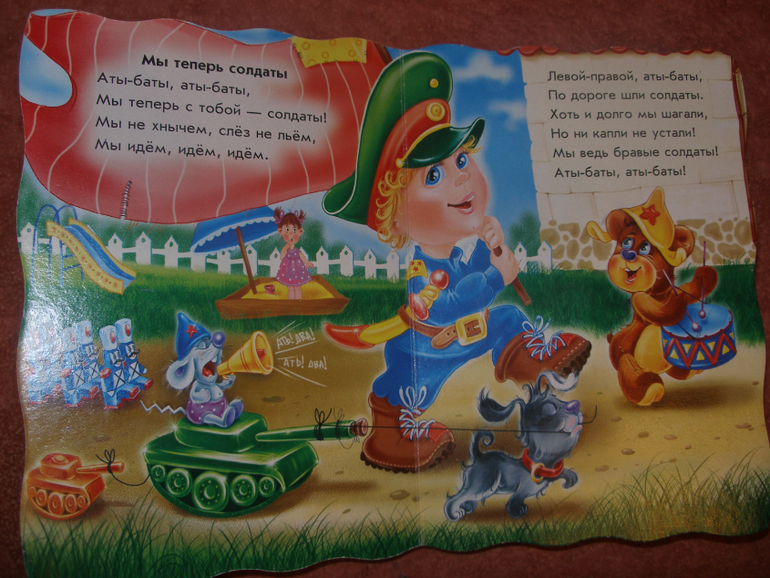 Мы теперь солдаты
Аты-баты, аты-баты,
Мы теперь с тобой — солдаты!
Мы не хнычем, слёз не льём,
Мы идём, идём, идём.
Левой-правой, аты-баты,
По дороге шли солдаты.
Хоть и долго мы шагали,
Но ни капли не устали!
Мы ведь бравые солдаты!
Аты-баты, аты-баты!
АТЬ! ДВА!
АТЬ! ДВА!